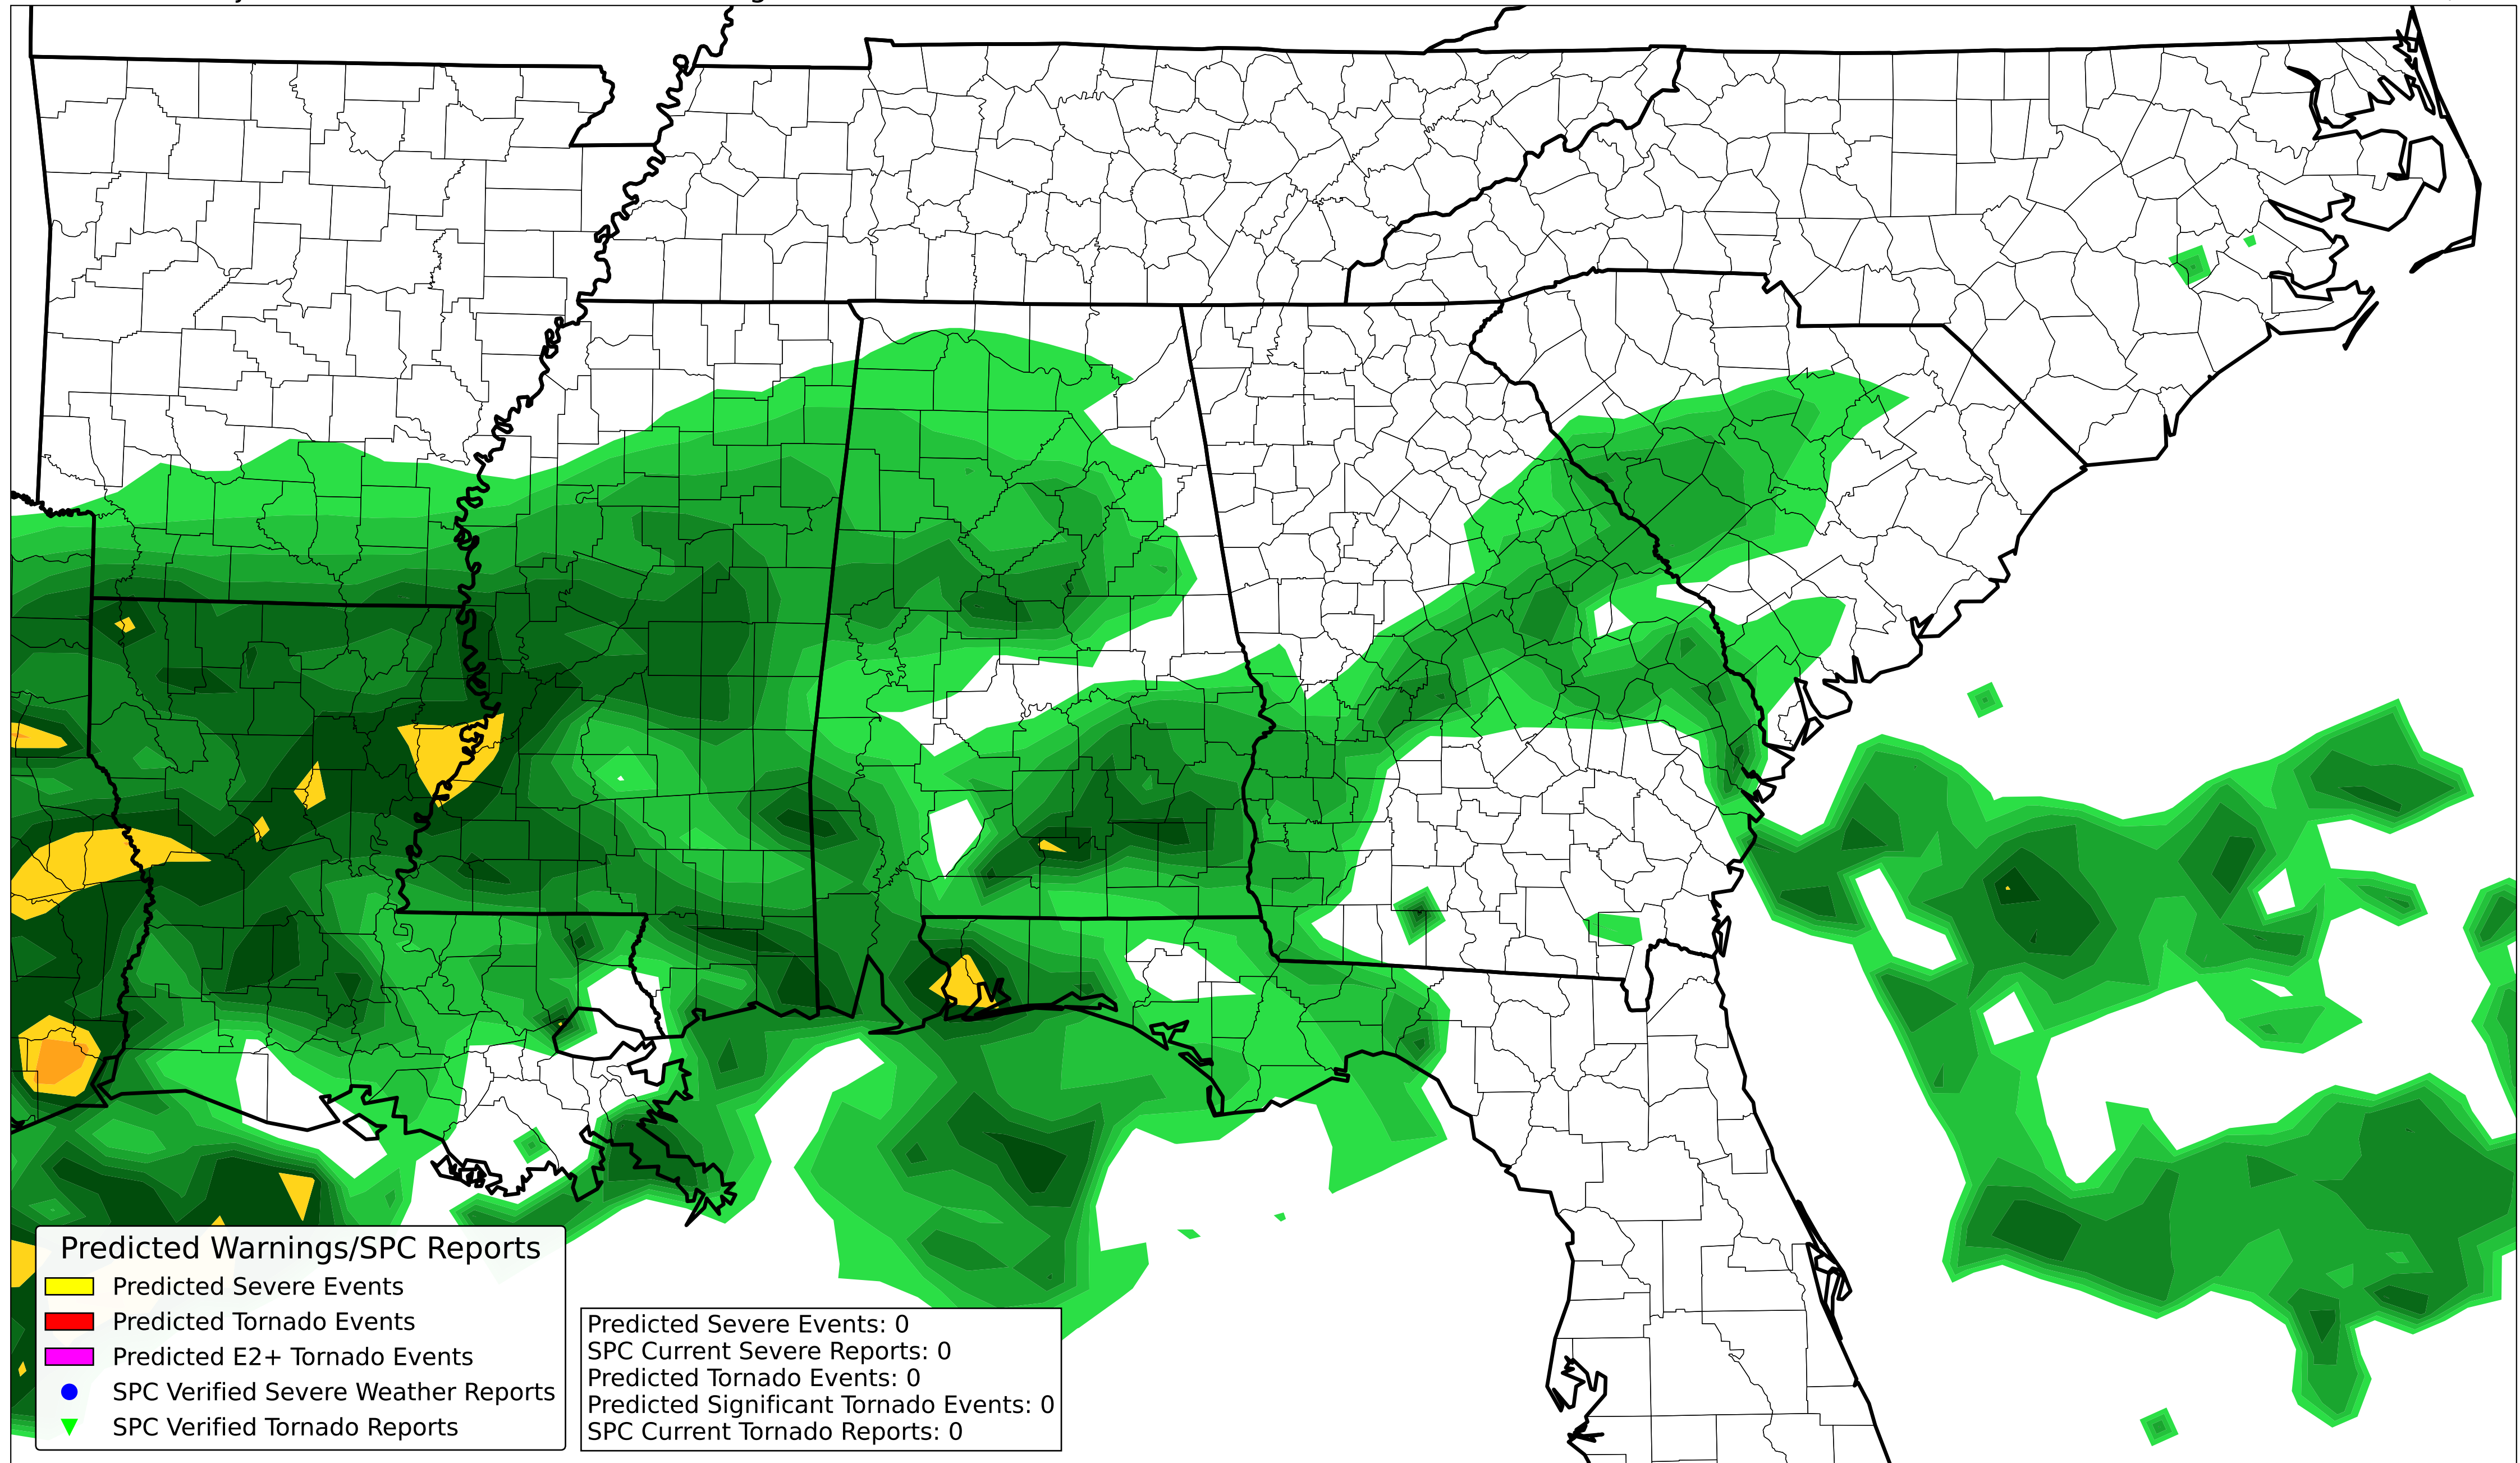 Predicted Warnings/SPC Reports
Predicted Severe Events
Predicted Tornado Events
Predicted E2+ Tornado Events
SPC Verified Severe Weather Reports
SPC Verified Tornado Reports
Predicted Severe Events: 0
SPC Current Severe Reports: 0
Predicted Tornado Events: 0
Predicted Significant Tornado Events: 0
SPC Current Tornado Reports: 0